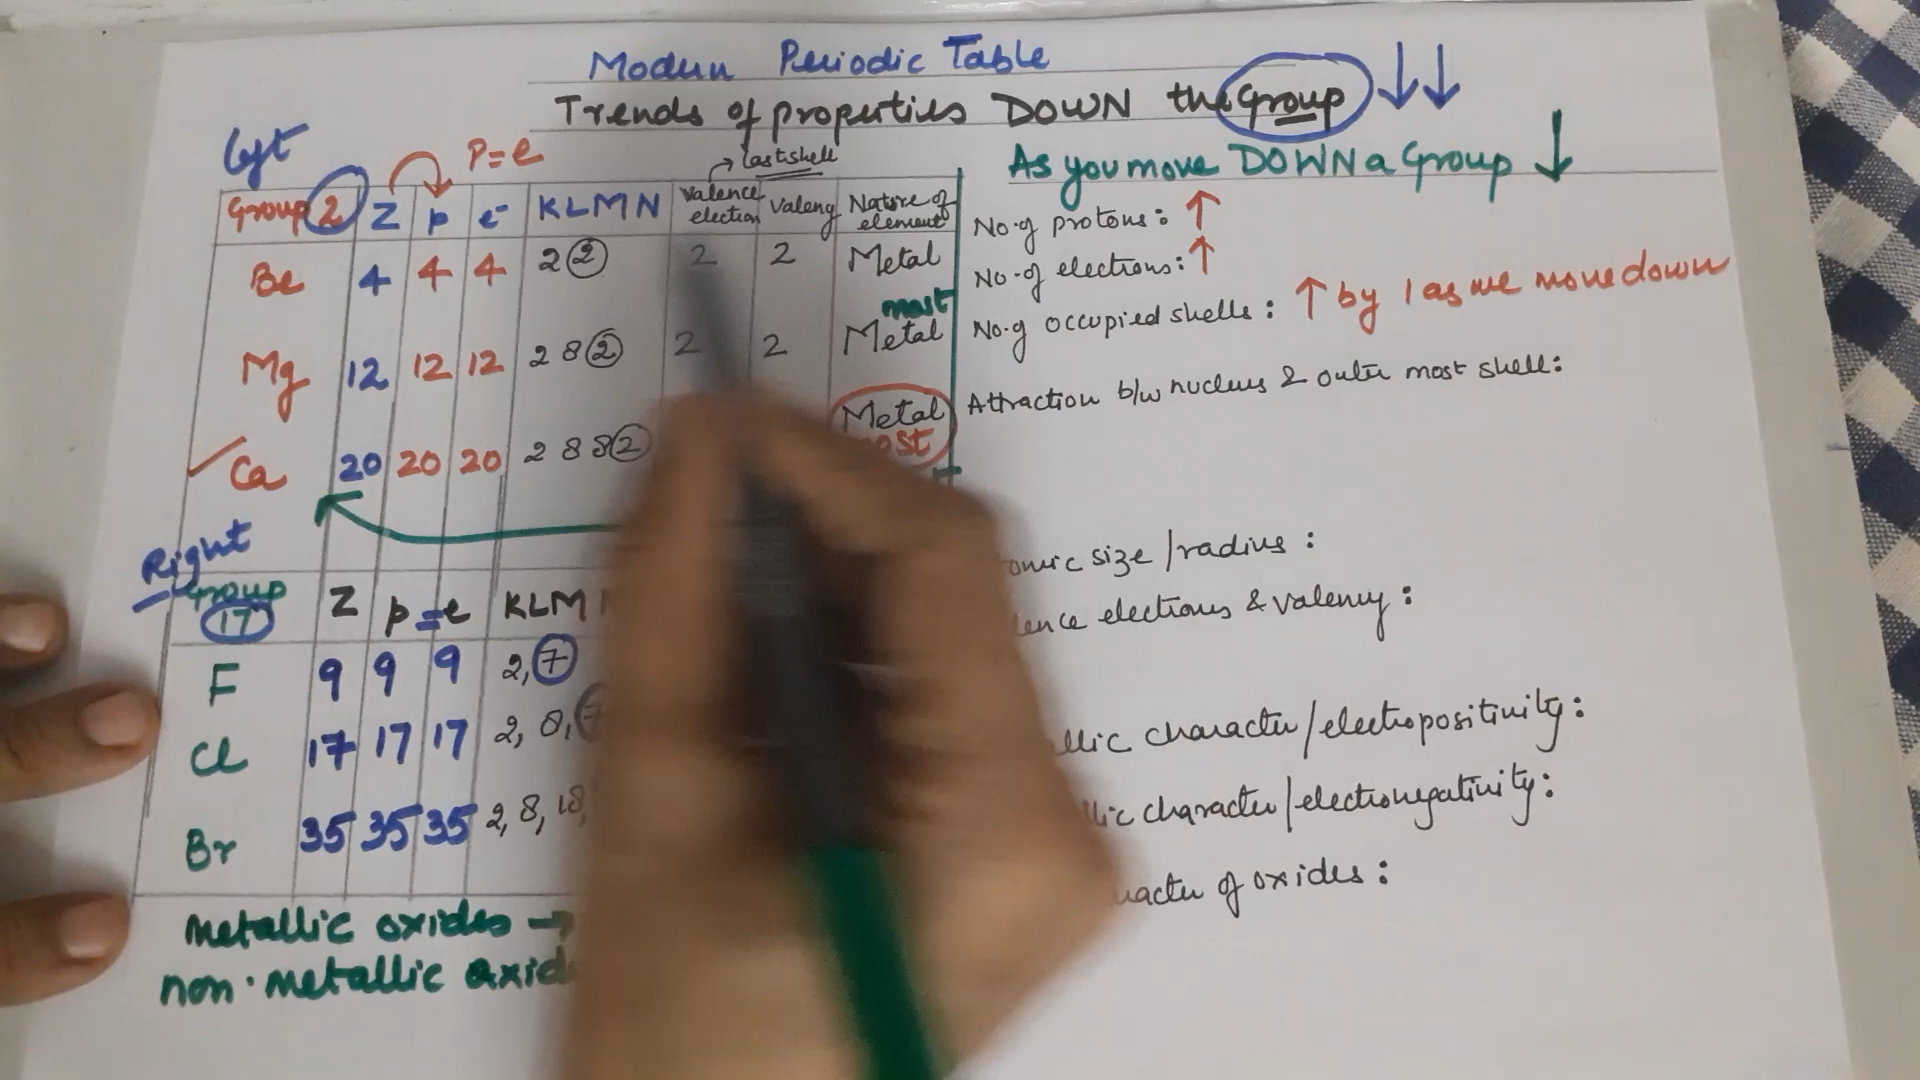 Modern Periodic Table
Trends of properties DOWN the Group ↓↓
left
P=e
→ last shell
Group 2 Z p e⁻ KLMN Valence electron Valency Nature of element
Be 4 4 4 2 2 2 2 Metal
most
Mg 12 12 12 2 8 2 2 2 Metal
Ca 20 20 20 2 8 8 2 Metal
Right
Group 17 Z p = e KLM
F 9 9 9 2, 7
Cl 17 17 17 2, 8,
Br 35 35 35 2, 8, 18,
Metallic oxides →
non-metallic
As you move DOWN a Group ↓
No. of protons: ↑
No. of electrons: ↑
No. of occupied shells: ↑ by 1 as we move down
Attraction b/w nucleus & outer most shell:
size/radius:
electrons & valency:
character/electropositivity:
character/electronegativity:
of oxides: